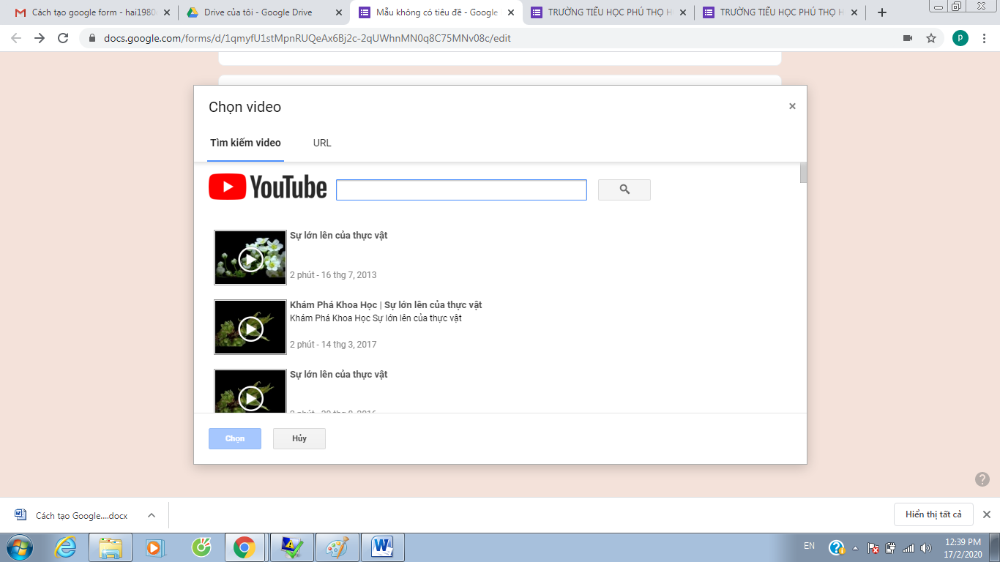 Cách tạo google form - hai1980
Drive của tôi - Google Drive
Mẫu không có tiêu đề - Google
TRƯỜNG TIỂU HỌC PHÚ THỌ H
TRƯỜNG TIỂU HỌC PHÚ THỌ H
docs.google.com/forms/d/1qmyfU1stMpnRUQeAx6Bj2c-2qUWhnMN0q8C75MNv08c/edit
P
Chọn video
Tìm kiếm video
URL
YouTube
Sự lớn lên của thực vật
2 phút - 16 thg 7, 2013
Khám Phá Khoa Học | Sự lớn lên của thực vật
Khám Phá Khoa Học Sự lớn lên của thực vật
2 phút - 14 thg 3, 2017
Sự lớn lên của thực vật
Chọn
Hủy
Cách tạo Google....docx
Hiển thị tất cả
EN
12:39 PM
17/2/2020